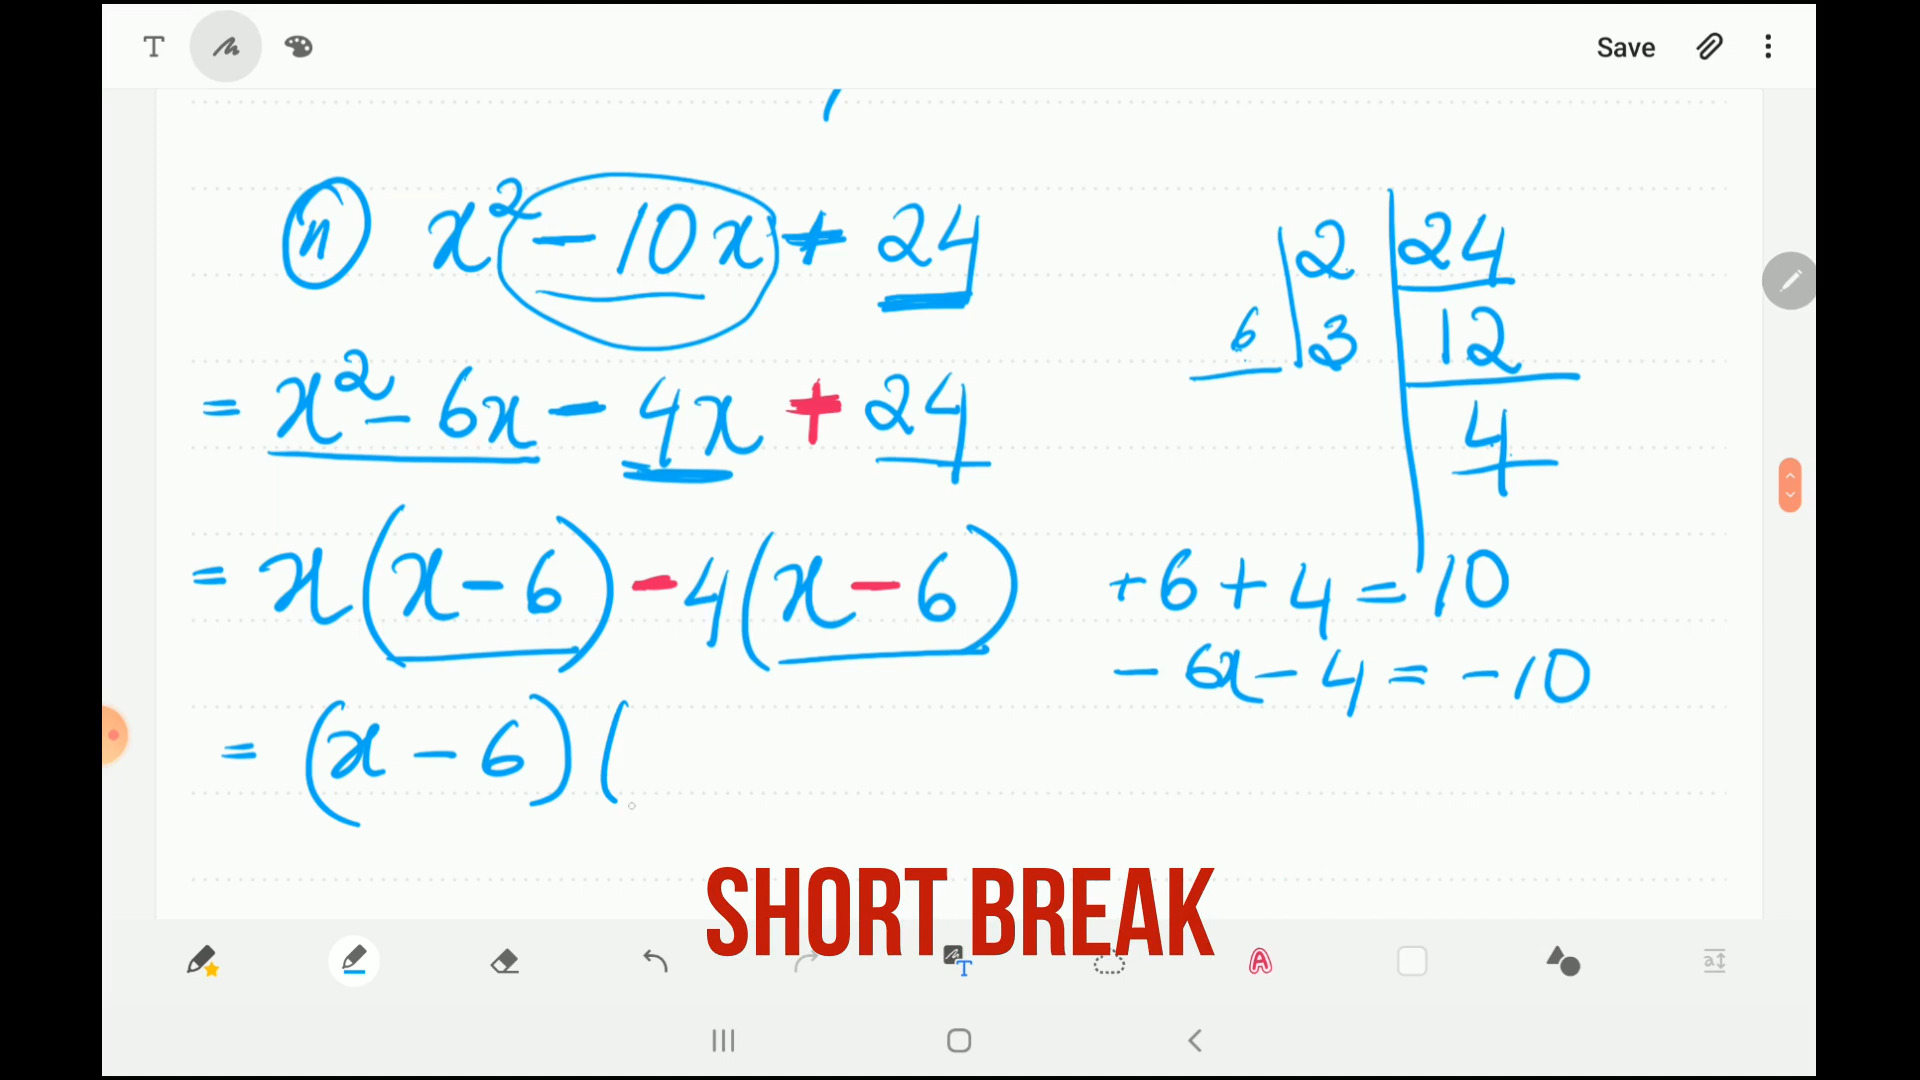 T
Save
(n) x² - 10x + 24
= x² - 6x - 4x + 24
= x(x - 6) - 4(x - 6)
= (x - 6)(
2 | 24
6 | 3 | 12
4
+6 + 4 = 10
- 6x - 4 = -10
SHORT BREAK
T
A
a